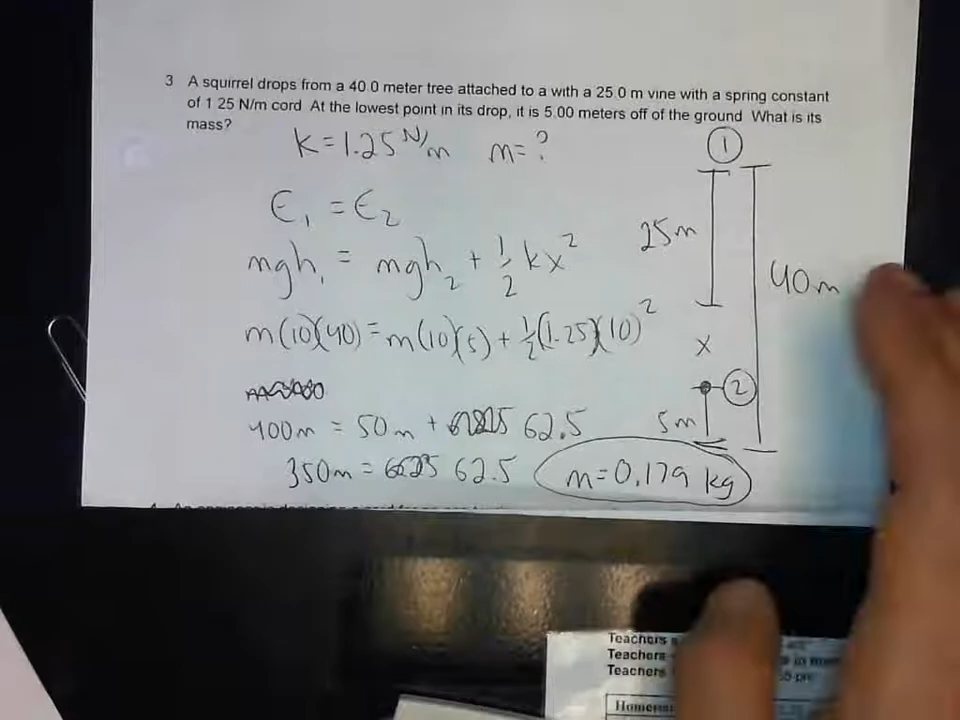 3 A squirrel drops from a 40.0 meter tree attached to a with a 25.0 m vine with a spring constant
of 1.25 N/m cord At the lowest point in its drop, it is 5.00 meters off of the ground What is its
mass?
k = 1.25 N/m m = ?
1
E1 = E2
25m
mgh1 = mgh2 + 1/2 kx²
40m
m(10)(40) = m(10)(5) + 1/2(1.25)(10)²
x
2
400m = 50m + 62.5
5m
350m = 62.5 m = 0.179 kg
Teachers
Teachers
Teachers